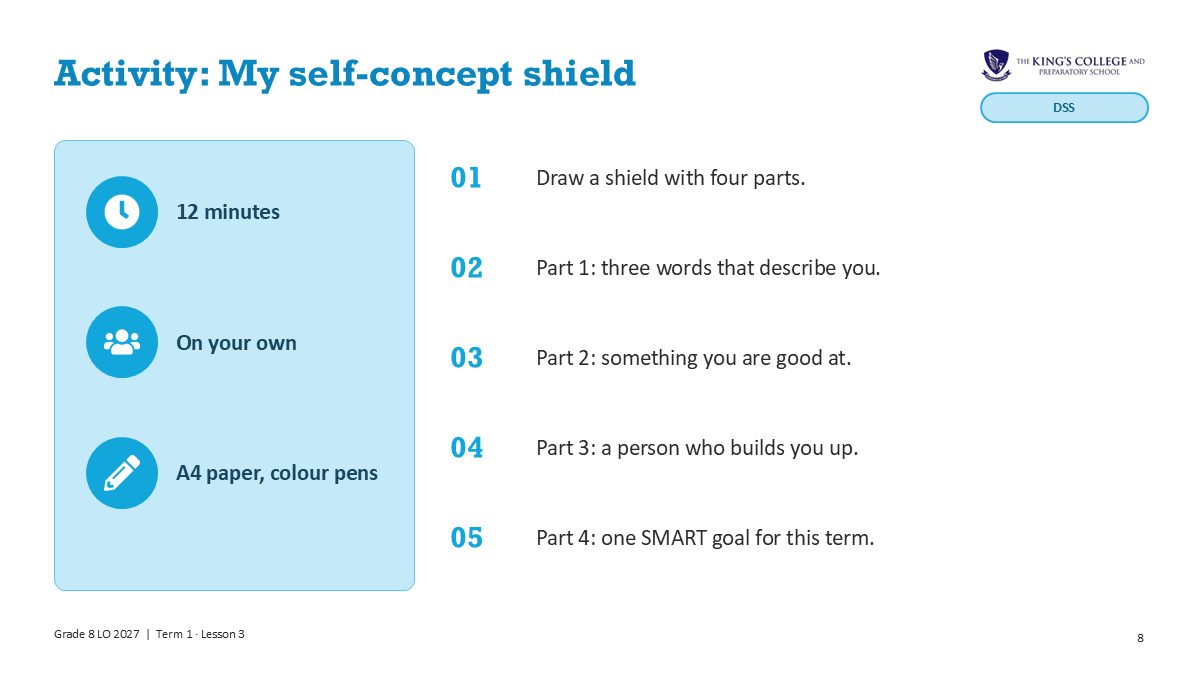 Activity: My self-concept shield
THE KING'S COLLEGE AND
PREPARATORY SCHOOL
DSS
12 minutes
On your own
A4 paper, colour pens
01 Draw a shield with four parts.
02 Part 1: three words that describe you.
03 Part 2: something you are good at.
04 Part 3: a person who builds you up.
05 Part 4: one SMART goal for this term.
Grade 8 LO 2027 | Term 1 · Lesson 3
8